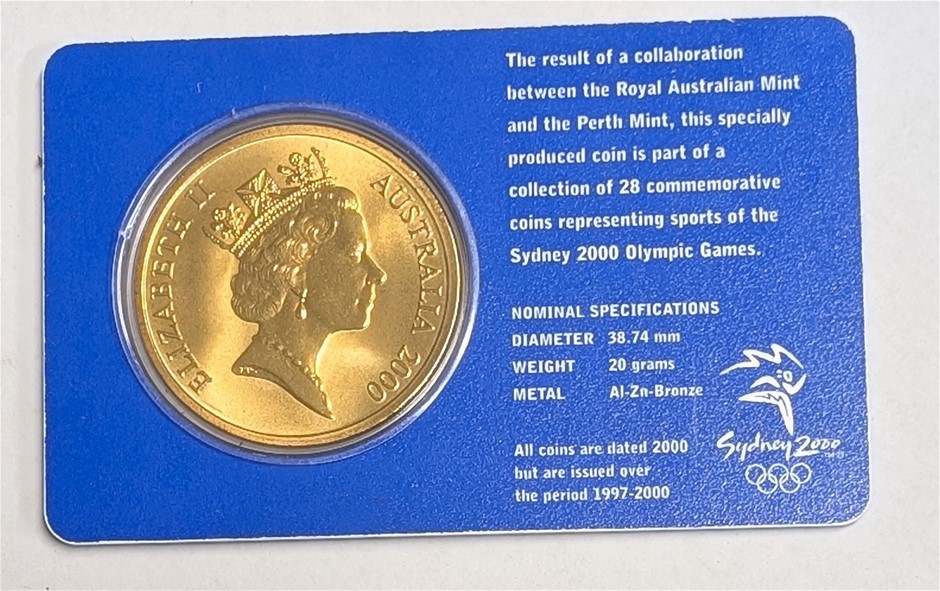 ELIZABETH II
AUSTRALIA 2000
The result of a collaboration
between the Royal Australian Mint
and the Perth Mint, this specially
produced coin is part of a
collection of 28 commemorative
coins representing sports of the
Sydney 2000 Olympic Games.
NOMINAL SPECIFICATIONS
DIAMETER 38.74 mm
WEIGHT 20 grams
METAL Al-Zn-Bronze
All coins are dated 2000
but are issued over
the period 1997-2000
Sydney 2000